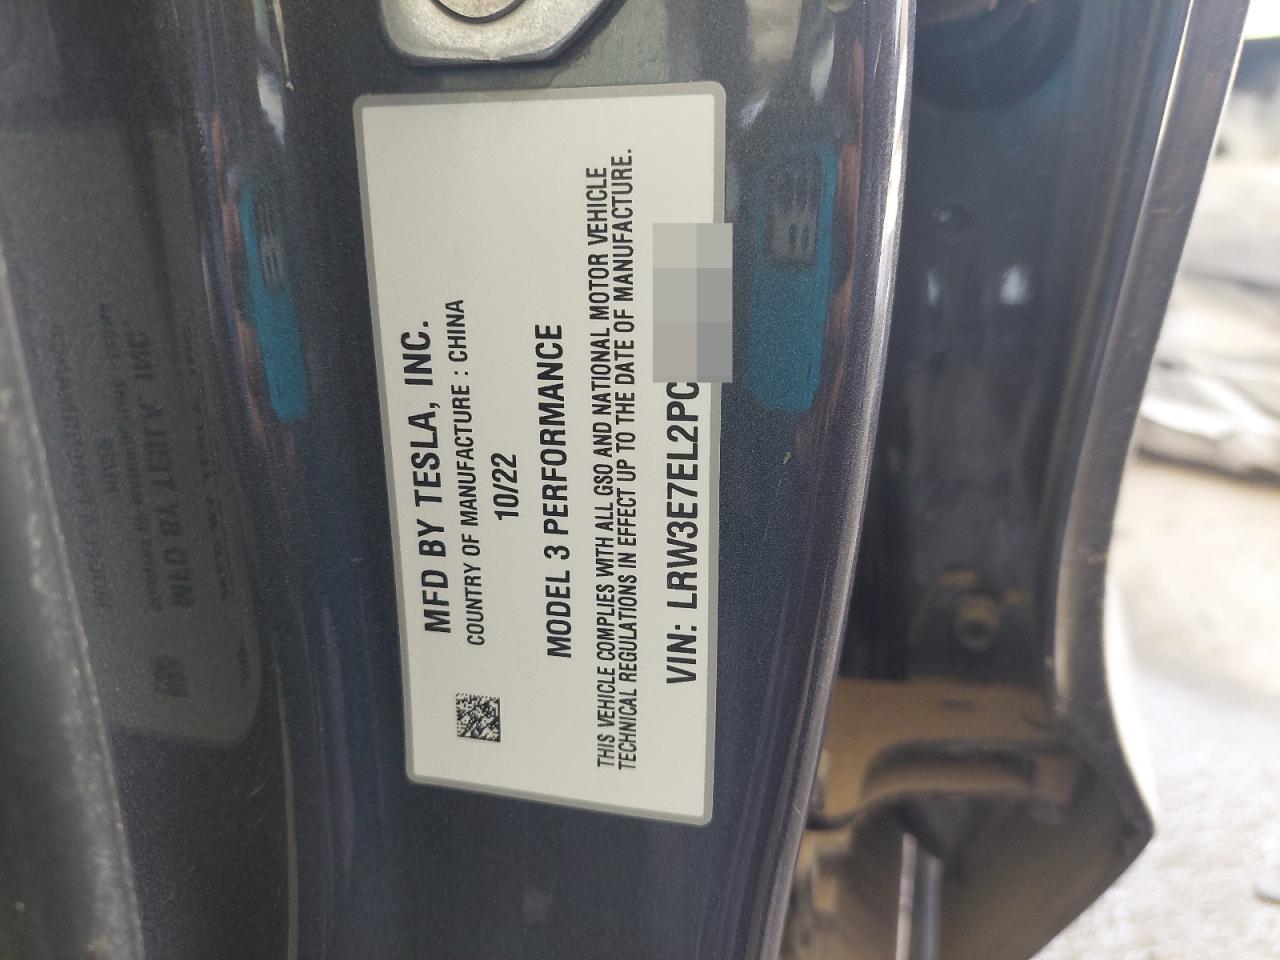 MFD BY TESLA, INC.
COUNTRY OF MANUFACTURE : CHINA
10/22
MODEL 3 PERFORMANCE
THIS VEHICLE COMPLIES WITH ALL GSO AND NATIONAL MOTOR VEHICLE
TECHNICAL REGULATIONS IN EFFECT UP TO THE DATE OF MANUFACTURE.
VIN: LRW3E7EL2PC